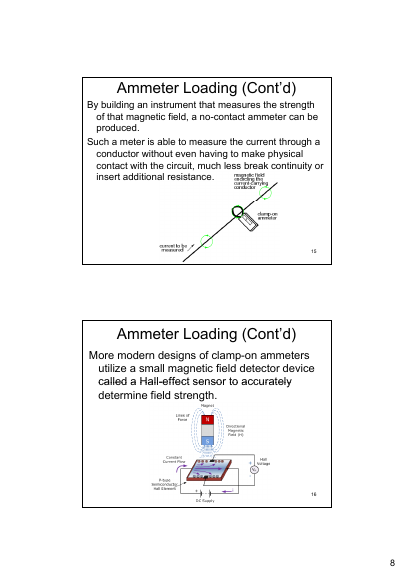 Ammeter Loading (Cont'd)
By building an instrument that measures the strength
of that magnetic field, a no-contact ammeter can be
produced.
Such a meter is able to measure the current through a
conductor without even having to make physical
contact with the circuit, much less break continuity or
insert additional resistance.
magnetic field
encircling the
current-carrying
conductor
clamp-on
ammeter
current to be
measured
15
Ammeter Loading (Cont'd)
More modern designs of clamp-on ammeters
utilize a small magnetic field detector device
called a Hall-effect sensor to accurately
determine field strength.
Magnet
Lines of
Force
N
S
Directional
Magnetic
Field (H)
Constant
Current Flow
Hall
Voltage
P-type
Semiconductor
Hall Element
DC Supply
16
8